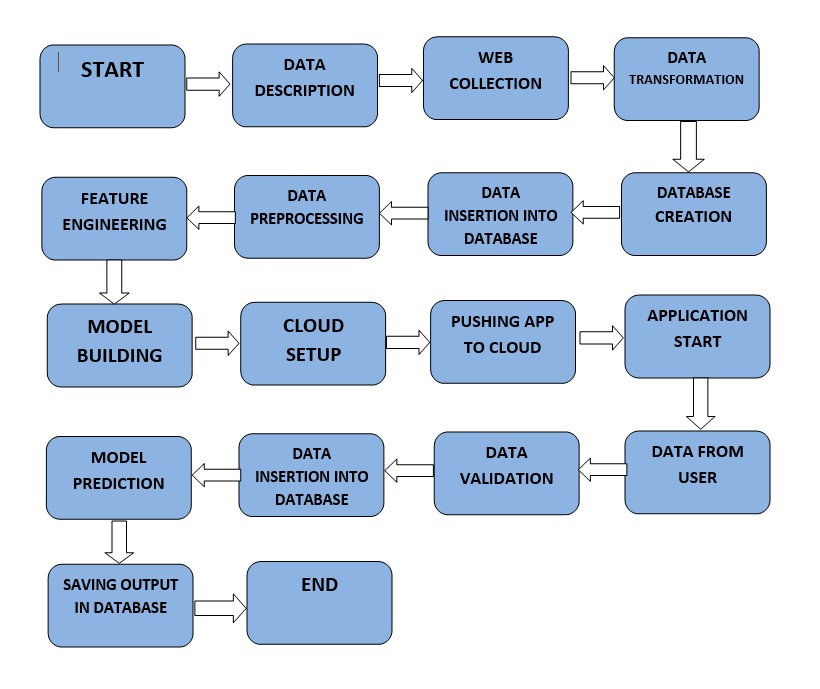 START
DATA
DESCRIPTION
WEB
COLLECTION
DATA
TRANSFORMATION
DATABASE
CREATION
DATA
INSERTION INTO
DATABASE
DATA
PREPROCESSING
FEATURE
ENGINEERING
MODEL
BUILDING
CLOUD
SETUP
PUSHING APP
TO CLOUD
APPLICATION
START
DATA FROM
USER
DATA
VALIDATION
DATA
INSERTION INTO
DATABASE
MODEL
PREDICTION
SAVING OUTPUT
IN DATABASE
END